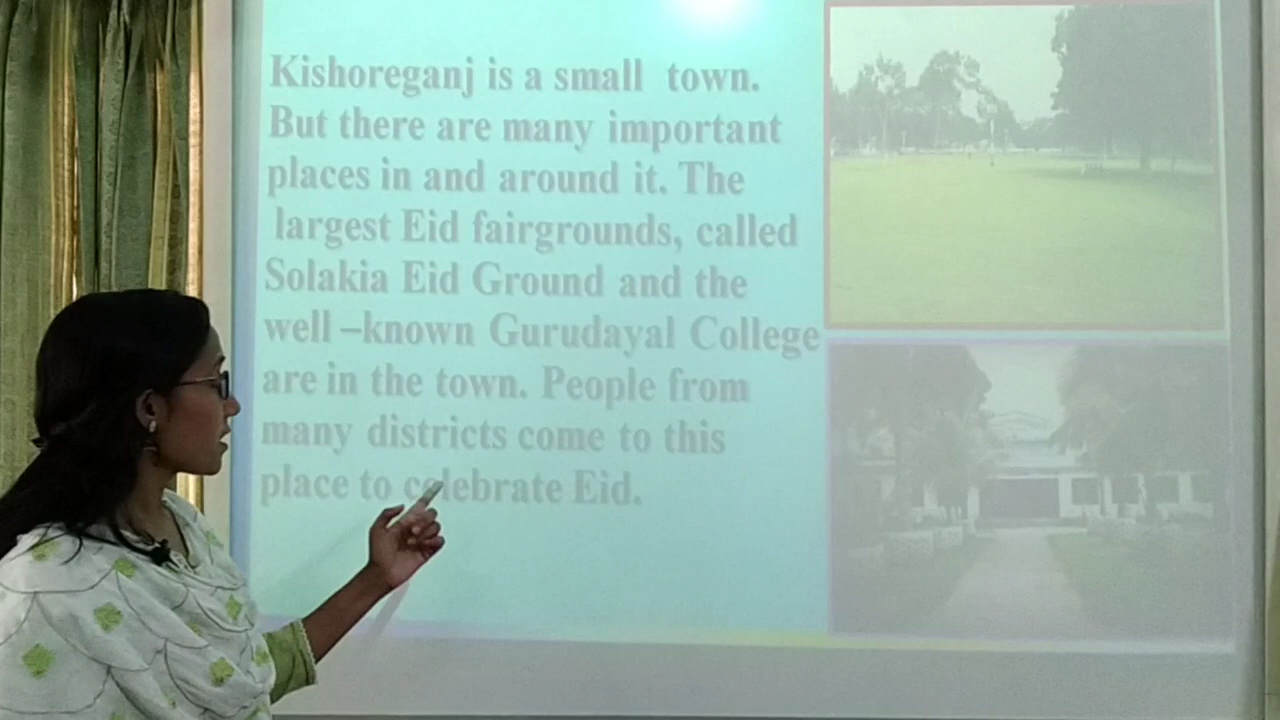 Kishoreganj is a small town.
But there are many important
places in and around it. The
largest Eid fairgrounds, called
Solakia Eid Ground and the
well –known Gurudayal College
are in the town. People from
many districts come to this
place to celebrate Eid.